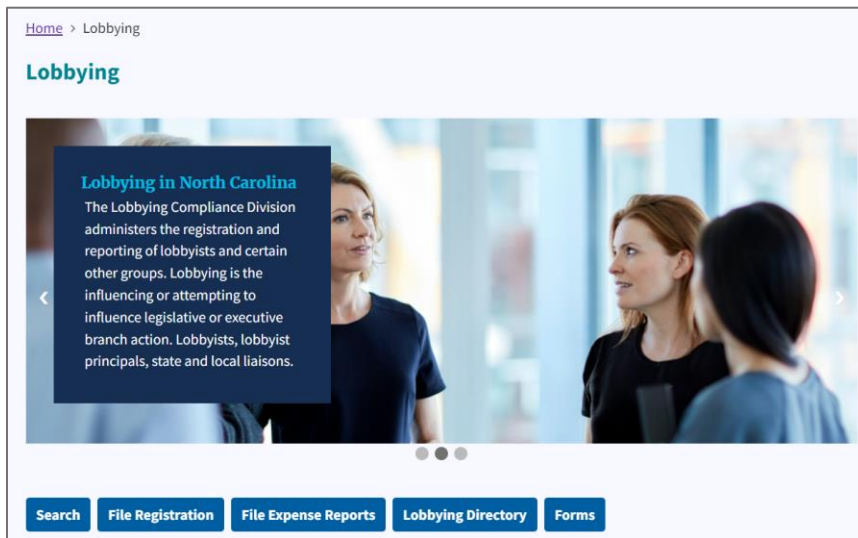 Home > Lobbying
Lobbying
Lobbying in North Carolina
The Lobbying Compliance Division
administers the registration and
reporting of lobbyists and certain
other groups. Lobbying is the
influencing or attempting to
influence legislative or executive
branch action. Lobbyists, lobbyist
principals, state and local liaisons.
Search
File Registration
File Expense Reports
Lobbying Directory
Forms